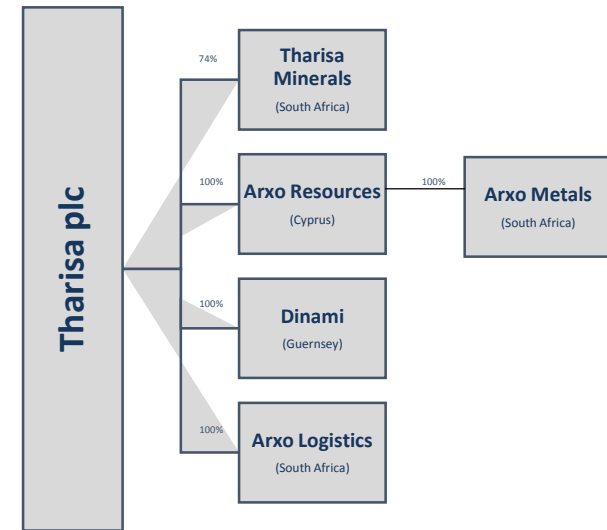 Tharisa plc
74%
Tharisa
Minerals
(South Africa)
100%
Arxo Resources
(Cyprus)
100%
Arxo Metals
(South Africa)
100%
Dinami
(Guernsey)
100%
Arxo Logistics
(South Africa)